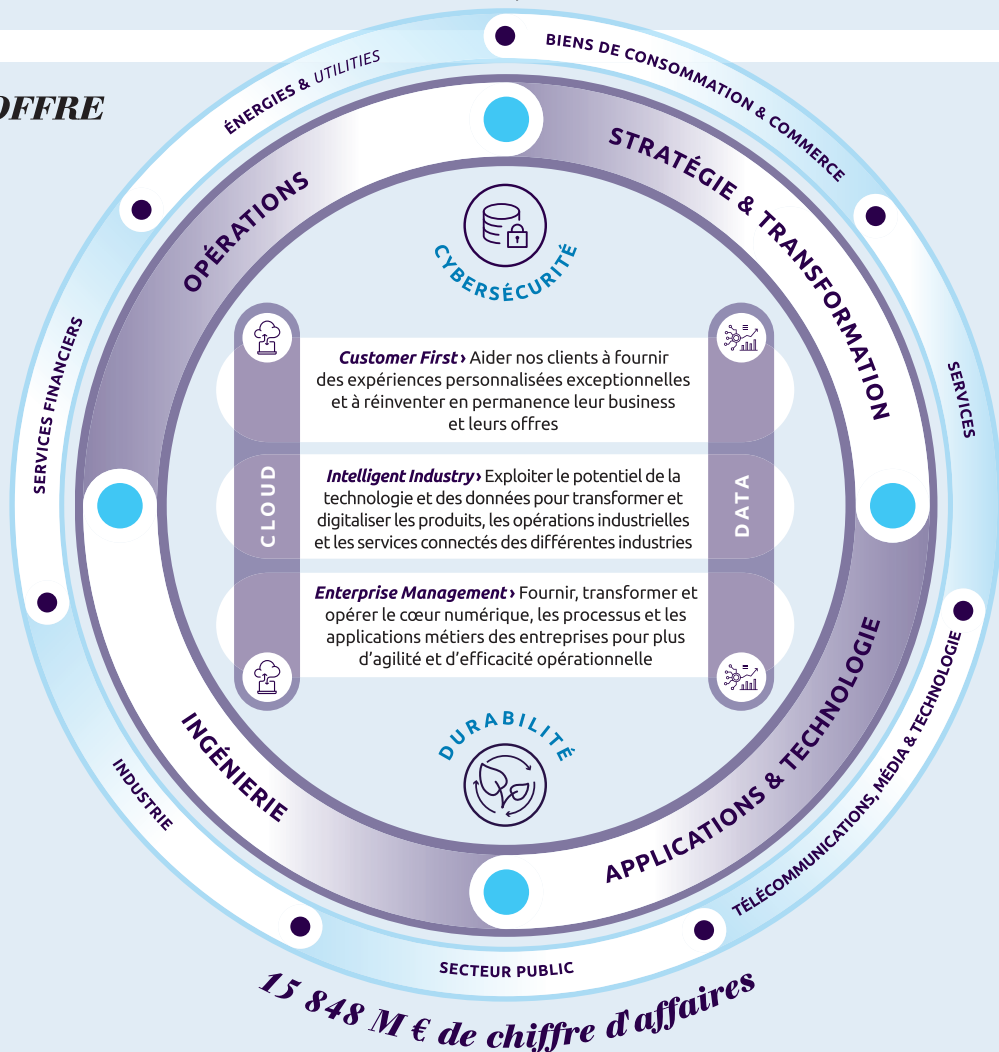 OFFRE
BIENS DE CONSOMMATION & COMMERCE
SERVICES
TÉLÉCOMMUNICATIONS, MÉDIA & TECHNOLOGIE
SECTEUR PUBLIC
INDUSTRIE
SERVICES FINANCIERS
ÉNERGIES & UTILITIES
STRATÉGIE & TRANSFORMATION
APPLICATIONS & TECHNOLOGIE
INGÉNIERIE
OPÉRATIONS
CYBERSÉCURITÉ
CLOUD
DATA
Customer First › Aider nos clients à fournir
des expériences personnalisées exceptionnelles
et à réinventer en permanence leur business
et leurs offres
Intelligent Industry › Exploiter le potentiel de la
technologie et des données pour transformer et
digitaliser les produits, les opérations industrielles
et les services connectés des différentes industries
Enterprise Management › Fournir, transformer et
opérer le cœur numérique, les processus et les
applications métiers des entreprises pour plus
d’agilité et d’efficacité opérationnelle
DURABILITÉ
15 848 M € de chiffre d'affaires